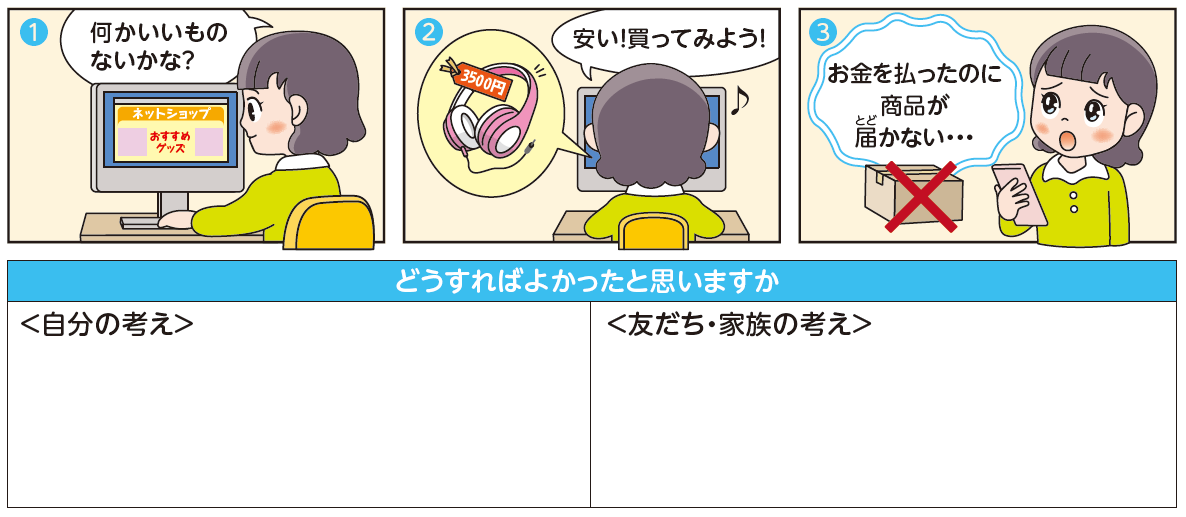 1
何かいいもの
ないかな？
ネットショップ
おすすめ
グッズ
2
安い！買ってみよう！
3500円
♪
3
お金を払ったのに
商品が
とど
届かない･･･
どうすればよかったと思いますか
＜自分の考え＞
＜友だち･家族の考え＞